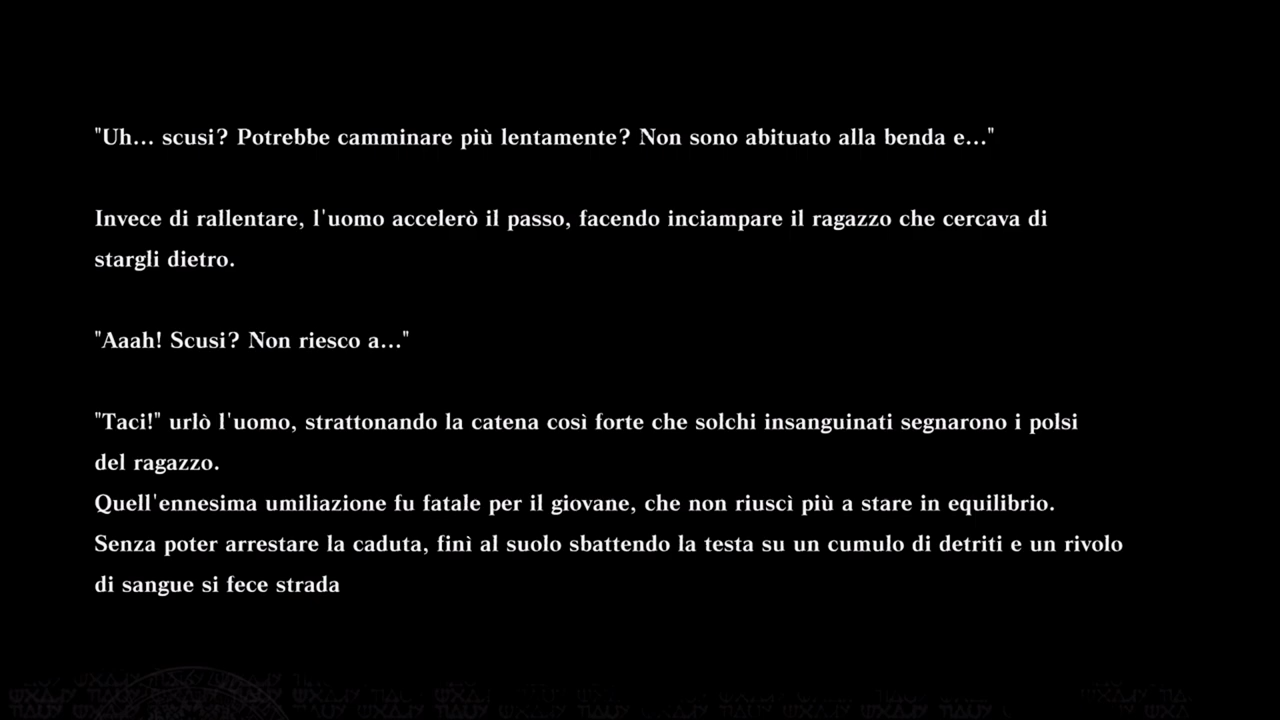 "Uh... scusi? Potrebbe camminare più lentamente? Non sono abituato alla benda e..."
Invece di rallentare, l'uomo accelerò il passo, facendo inciampare il ragazzo che cercava di
stargli dietro.
"Aaah! Scusi? Non riesco a..."
"Taci!" urlò l'uomo, strattonando la catena così forte che solchi insanguinati segnarono i polsi
del ragazzo.
Quell'ennesima umiliazione fu fatale per il giovane, che non riuscì più a stare in equilibrio.
Senza poter arrestare la caduta, finì al suolo sbattendo la testa su un cumulo di detriti e un rivolo
di sangue si fece strada